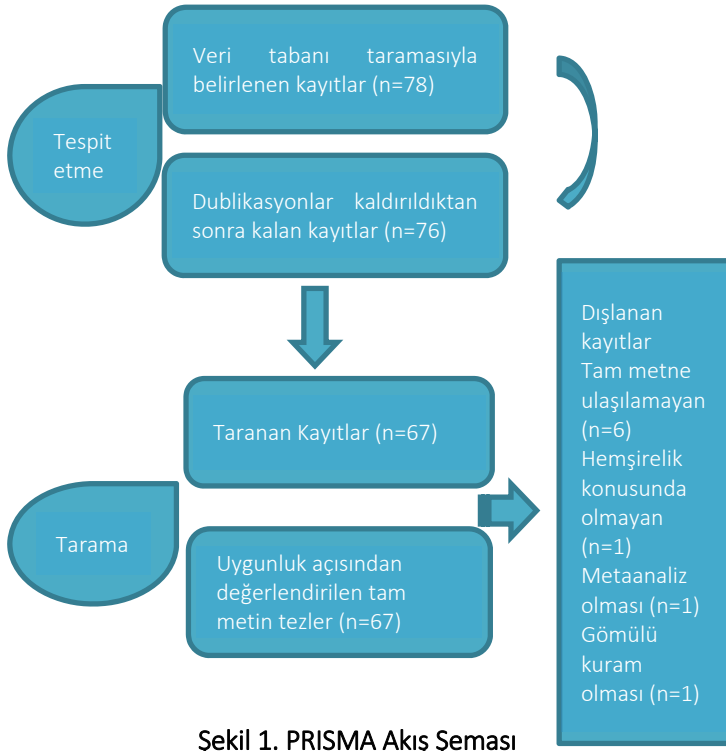 Veri tabanı taramasıyla
belirlenen kayıtlar (n=78)
Tespit
etme
Dublikasyonlar kaldırıldıktan
sonra kalan kayıtlar (n=76)
Dışlanan
kayıtlar
Tam metne
ulaşılamayan
(n=6)
Hemşirelik
konusunda
olmayan
(n=1)
Metaanaliz
olması (n=1)
Gömülü
kuram
olması (n=1)
Taranan Kayıtlar (n=67)
Tarama
Uygunluk açısından
değerlendirilen tam
metin tezler (n=67)
Şekil 1. PRISMA Akış Şeması